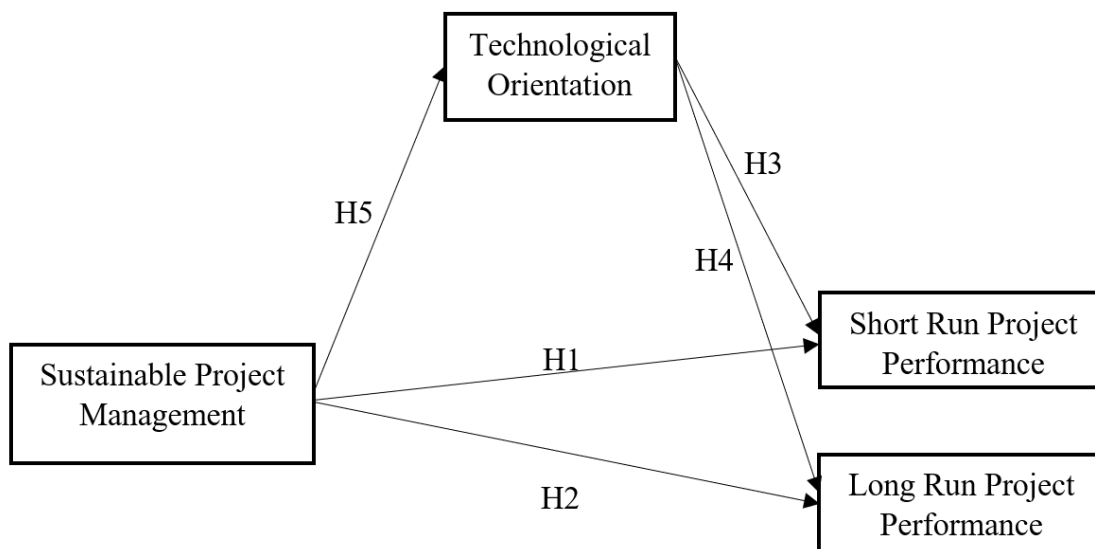 Technological
Orientation
H3
H5
H4
Short Run Project
Performance
H1
Sustainable Project
Management
H2
Long Run Project
Performance